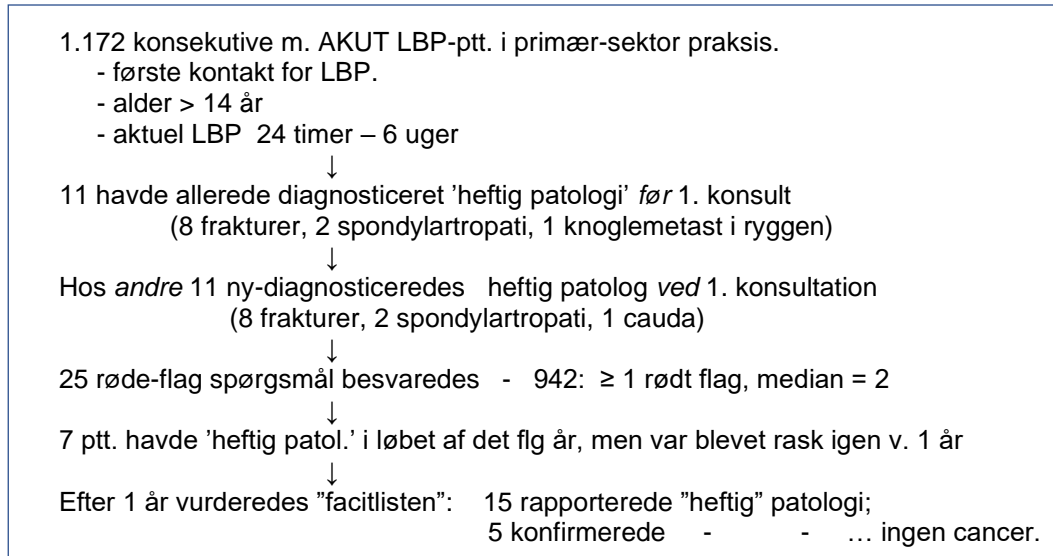 1.172 konsekutive m. AKUT LBP-ptt. i primær-sektor praksis.
- første kontakt for LBP.
- alder > 14 år
- aktuel LBP 24 timer – 6 uger
↓
11 havde allerede diagnosticeret 'heftig patologi' før 1. konsult
(8 frakturer, 2 spondylartropati, 1 knoglemetast i ryggen)
↓
Hos andre 11 ny-diagnosticeredes heftig patolog ved 1. konsultation
(8 frakturer, 2 spondylartropati, 1 cauda)
↓
25 røde-flag spørgsmål besvaredes - 942: ≥ 1 rødt flag, median = 2
↓
7 ptt. havde 'heftig patol.' i løbet af det flg år, men var blevet rask igen v. 1 år
↓
Efter 1 år vurderedes "facitlisten": 15 rapporterede "heftig" patologi;
5 konfirmerede - - … ingen cancer.